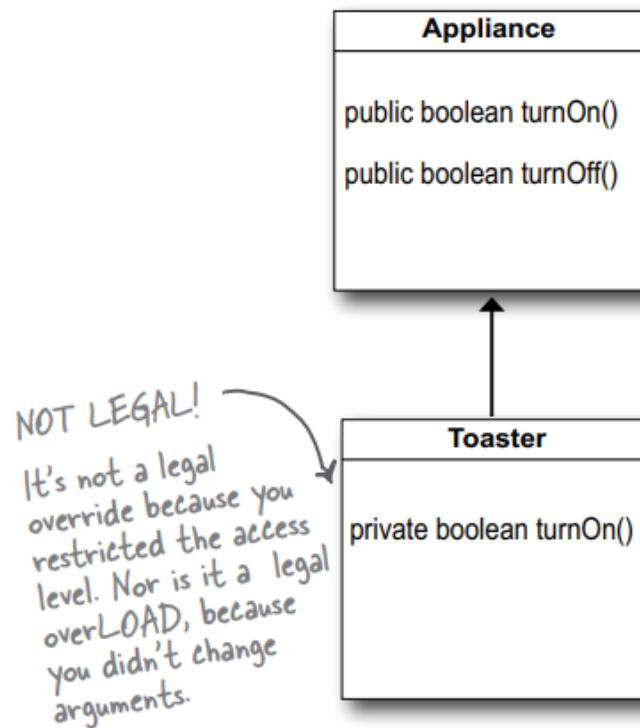 Appliance
public boolean turnOn()
public boolean turnOff()
NOT LEGAL!
It's not a legal
override because you
restricted the access
level. Nor is it a legal
overLOAD, because
you didn't change
arguments.
Toaster
private boolean turnOn()